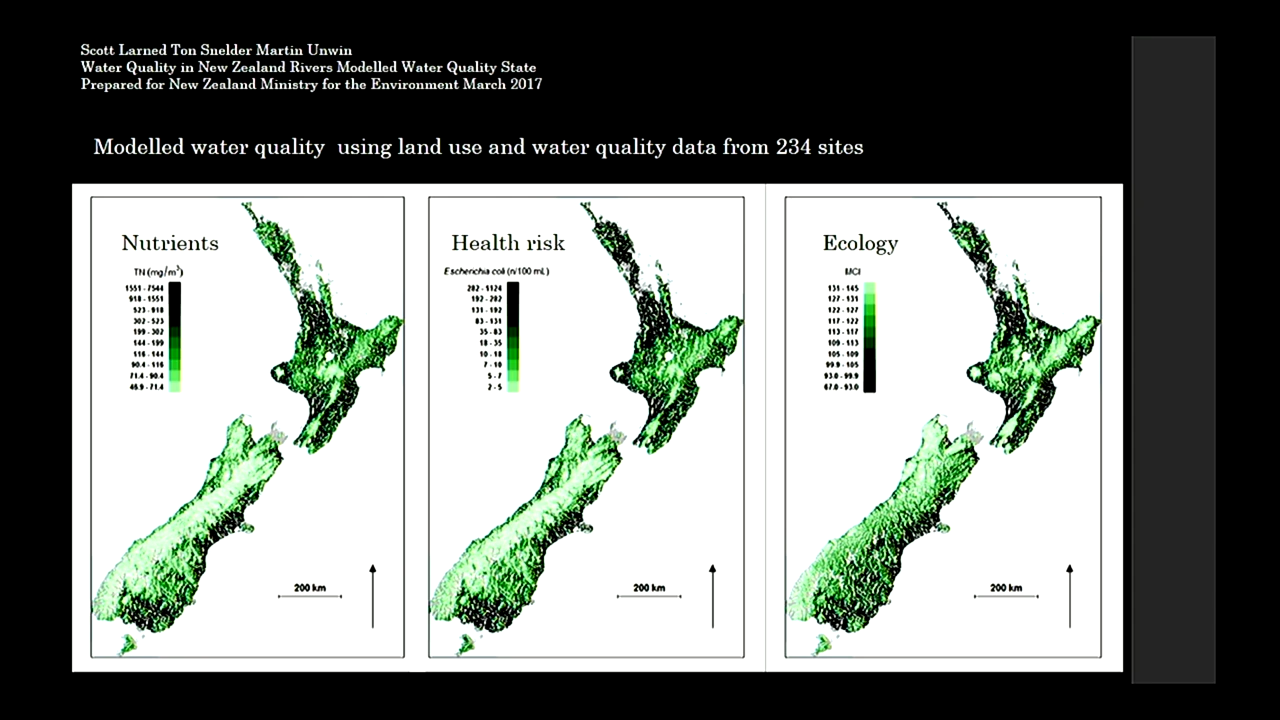 Scott Larned Ton Snelder Martin Unwin
Water Quality in New Zealand Rivers Modelled Water Quality State
Prepared for New Zealand Ministry for the Environment March 2017
Modelled water quality using land use and water quality data from 234 sites
Nutrients
TN (mg/m³)
1551 - 7544
918 - 1551
523 - 918
302 - 523
199 - 302
144 - 199
116 - 144
90.4 - 116
71.4 - 90.4
46.9 - 71.4
200 km
Health risk
Escherichia coli (n/100 mL)
202 - 1124
192 - 202
131 - 192
83 - 131
35 - 83
18 - 35
10 - 18
7 - 10
5 - 7
2 - 5
200 km
Ecology
MCI
131 - 145
127 - 131
122 - 127
117 - 122
113 - 117
109 - 113
105 - 109
99.9 - 105
93.0 - 99.9
67.0 - 93.0
200 km